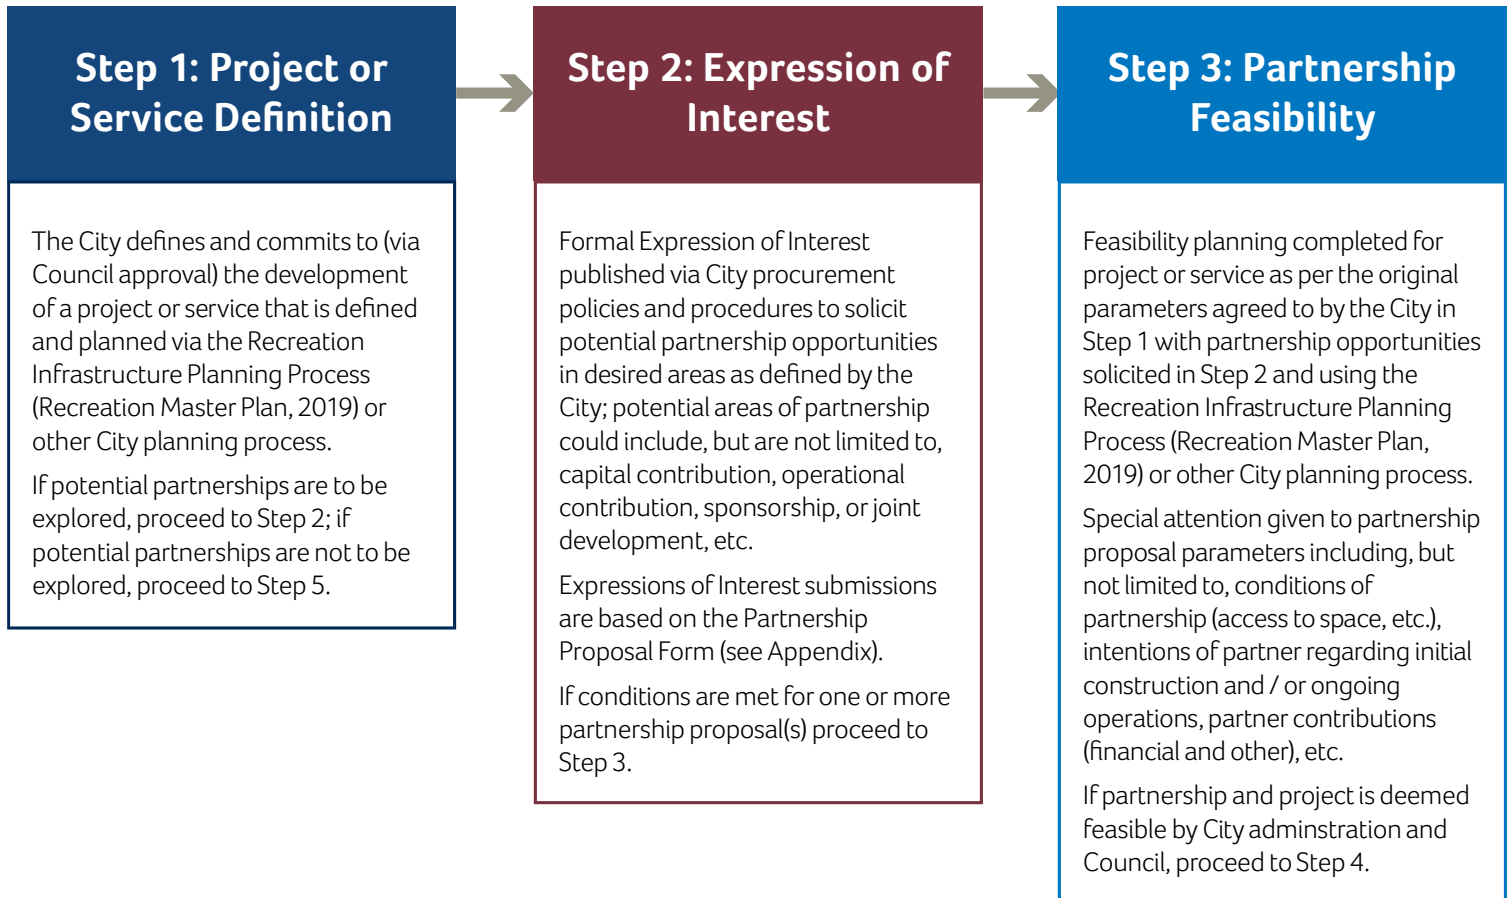 Step 1: Project or
Service Definition
The City defines and commits to (via
Council approval) the development
of a project or service that is defined
and planned via the Recreation
Infrastructure Planning Process
(Recreation Master Plan, 2019) or
other City planning process.
If potential partnerships are to be
explored, proceed to Step 2; if
potential partnerships are not to be
explored, proceed to Step 5.
Step 2: Expression of
Interest
Formal Expression of Interest
published via City procurement
policies and procedures to solicit
potential partnership opportunities
in desired areas as defined by the
City; potential areas of partnership
could include, but are not limited to,
capital contribution, operational
contribution, sponsorship, or joint
development, etc.
Expressions of Interest submissions
are based on the Partnership
Proposal Form (see Appendix).
If conditions are met for one or more
partnership proposal(s) proceed to
Step 3.
Step 3: Partnership
Feasibility
Feasibility planning completed for
project or service as per the original
parameters agreed to by the City in
Step 1 with partnership opportunities
solicited in Step 2 and using the
Recreation Infrastructure Planning
Process (Recreation Master Plan,
2019) or other City planning process.
Special attention given to partnership
proposal parameters including, but
not limited to, conditions of
partnership (access to space, etc.),
intentions of partner regarding initial
construction and / or ongoing
operations, partner contributions
(financial and other), etc.
If partnership and project is deemed
feasible by City adminstration and
Council, proceed to Step 4.